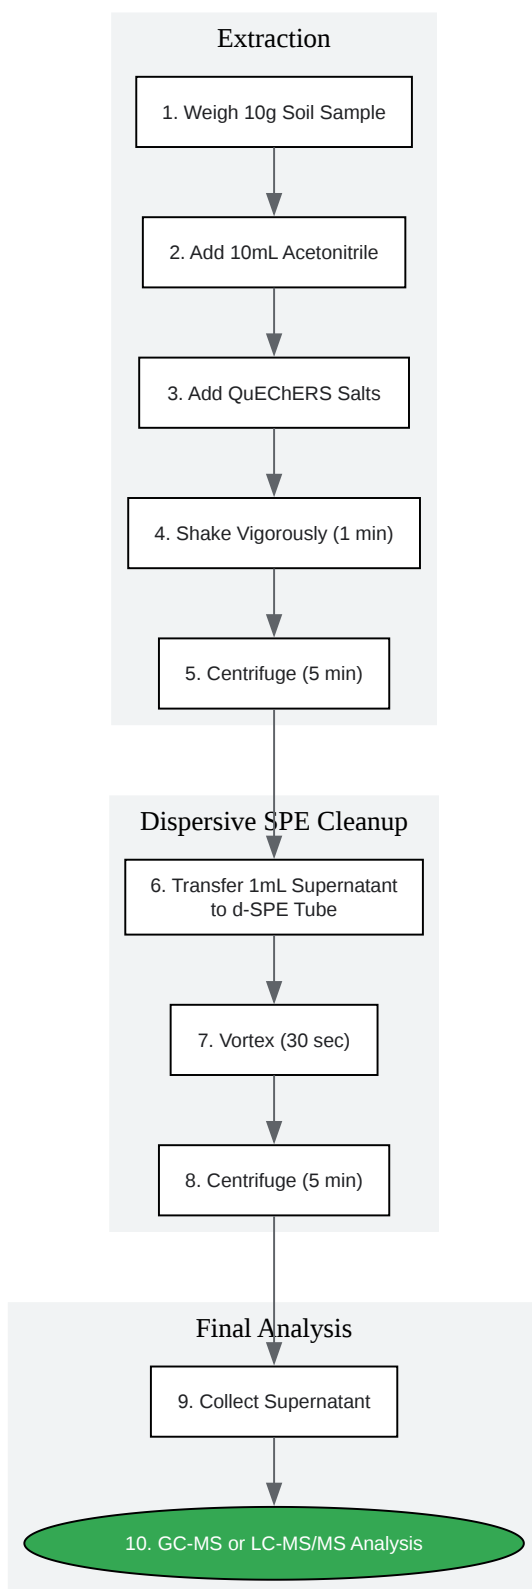 Extraction
1. Weigh 10g Soil Sample
2. Add 10mL Acetonitrile
3. Add QuEChERS Salts
4. Shake Vigorously (1 min)
5. Centrifuge (5 min)
Dispersive SPE Cleanup
6. Transfer 1mL Supernatant
to d-SPE Tube
7. Vortex (30 sec)
8. Centrifuge (5 min)
Final Analysis
9. Collect Supernatant
10. GC-MS or LC-MS/MS Analysis